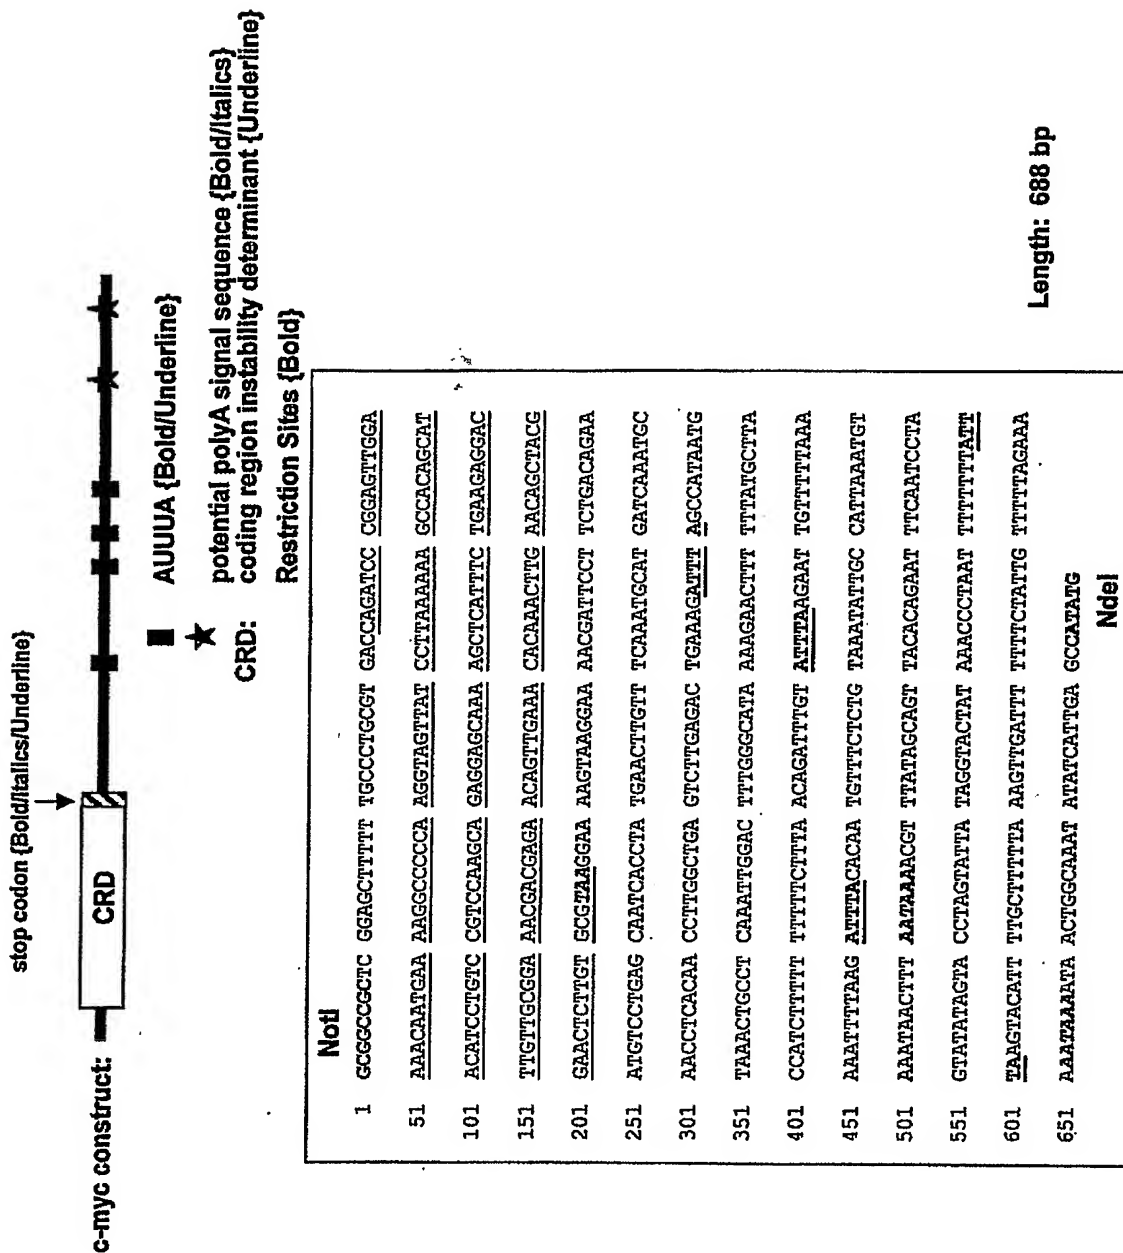 stop codon {Bold/Italics/Underline}
c-myc construct:
CRD
AUUUA {Bold/Underline}
potential polyA signal sequence {Bold/Italics}
CRD: coding region instability determinant {Underline}
Restriction Sites {Bold}
NotI
1 GCGGCCGCTC GGAGCTTTTT TGCCCTGCGT GACCAGATCC CGGAGTTGGA
51 AAACAATGAA AAGGCCCCCA AGGTAGTTAT CCTTAAAAAA GCCACAGCAT
101 ACATCCTGTC CGTCCAAGCA GAGGAGCAAA AGCTCATTTC TGAAGAGGAC
151 TTGTTGCGGA AACGACGAGA ACAGTTGAAA CACAAACTTG AACAGCTACG
201 GAACTCTTGT GCGTAAGGAA AAGTAAGGAA AACGATTCCT TCTGACAGAA
251 ATGTCCTGAG CAATCACCTA TGAACTTGTT TCAAATGCAT GATCAAATGC
301 AACCTCACAA CCTTGGCTGA GTCTTGAGAC TGAAAGATTT AGCCATAATG
351 TAAACTGCCT CAAATTGGAC TTTGGGCATA AAAGAACTTT TTTATGCTTA
401 CCATCTTTTT TTTTTCTTTA ACAGATTTGT ATTTAAGAAT TGTTTTTAAA
451 AAATTTTAAG ATTTACACAA TGTTTCTCTG TAAATATTGC CATTAAATGT
501 AAATAACTTT AATAAAACGT TTATAGCAGT TACACAGAAT TTCAATCCTA
551 GTATATAGTA CCTAGTATTA TAGGTACTAT AAACCCTAAT TTTTTTTATT
601 TAAGTACATT TTGCTTTTTA AAGTTGATTT TTTTCTATTG TTTTTAGAAA
651 AAATAAAATA ACTGGCAAAT ATATCATTGA GCCATATG
NdeI
Length: 688 bp